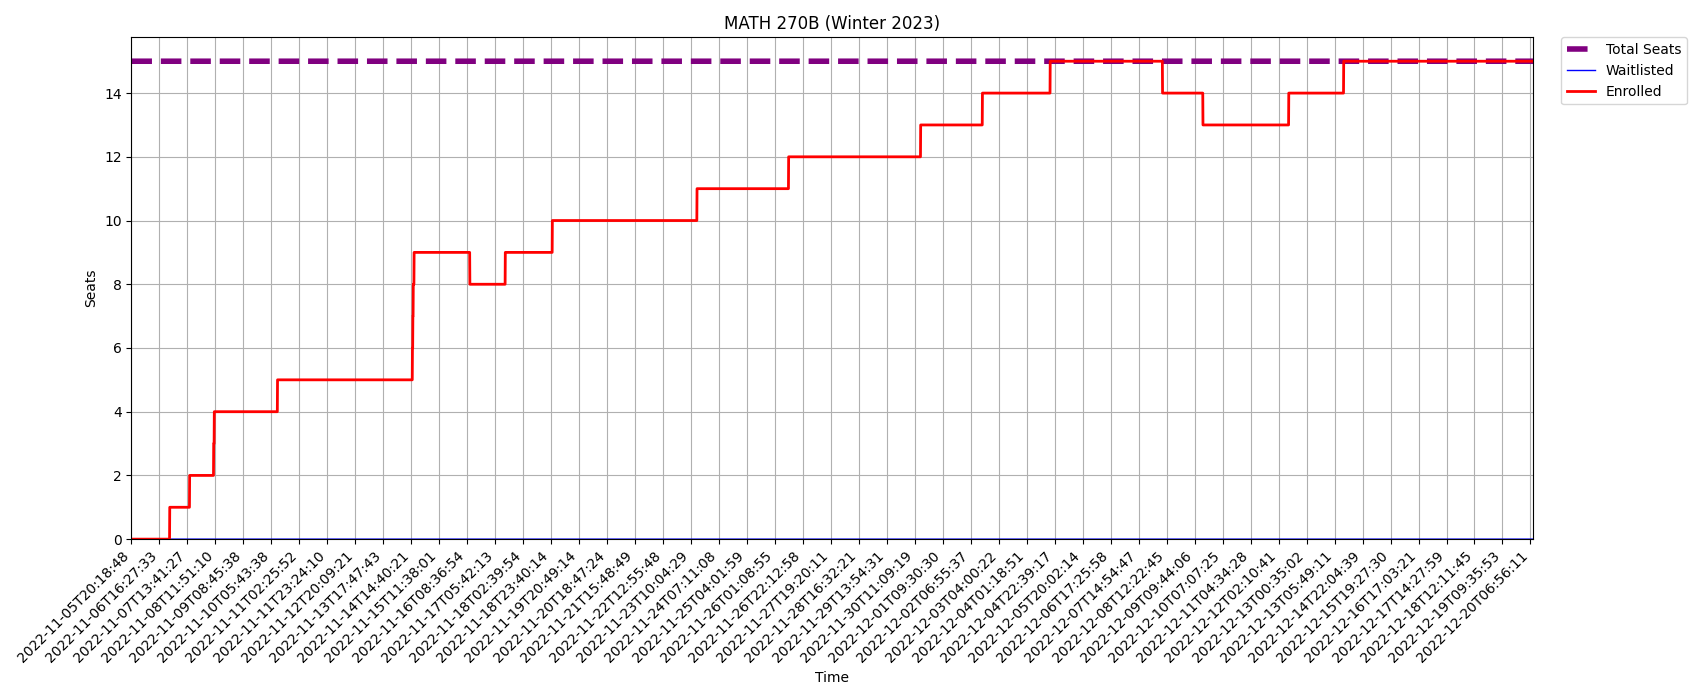 MATH 270B (Winter 2023)
Total Seats
Waitlisted
Enrolled
Seats
14
12
10
8
6
4
2
0
2022-11-05T20:18:48
2022-11-06T16:27:33
2022-11-07T13:41:27
2022-11-08T11:51:10
2022-11-09T08:45:38
2022-11-10T05:43:38
2022-11-11T02:25:52
2022-11-11T23:24:10
2022-11-12T20:09:21
2022-11-13T17:47:43
2022-11-14T14:40:21
2022-11-15T11:38:01
2022-11-16T08:36:54
2022-11-17T05:42:13
2022-11-18T02:39:54
2022-11-18T23:40:14
2022-11-19T20:49:14
2022-11-20T18:47:24
2022-11-21T15:48:49
2022-11-22T12:55:48
2022-11-23T10:04:29
2022-11-24T07:11:08
2022-11-25T04:01:59
2022-11-26T01:08:55
2022-11-26T22:12:58
2022-11-27T19:20:11
2022-11-28T16:32:21
2022-11-29T13:54:31
2022-11-30T11:09:19
2022-12-01T09:30:30
2022-12-02T06:55:37
2022-12-03T04:00:22
2022-12-04T01:18:51
2022-12-04T22:39:17
2022-12-05T20:02:14
2022-12-06T17:25:58
2022-12-07T14:54:47
2022-12-08T12:22:45
2022-12-09T09:44:06
2022-12-10T07:07:25
2022-12-11T04:34:28
2022-12-12T02:10:41
2022-12-13T00:35:02
2022-12-13T05:49:11
2022-12-14T22:04:39
2022-12-15T19:27:30
2022-12-16T17:03:21
2022-12-17T14:27:59
2022-12-18T12:11:45
2022-12-19T09:35:53
2022-12-20T06:56:11
Time